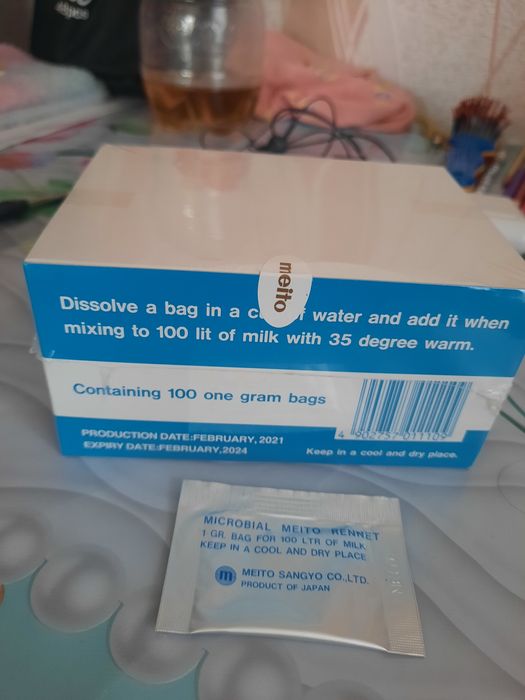 meito
Dissolve a bag in a water and add it when
mixing to 100 lit of milk with 35 degree warm.
Containing 100 one gram bags
PRODUCTION DATE:FEBRUARY,2021
EXPIRY DATE:FEBRUARY,2024
4 902757 011109
Keep in a cool and dry place.
MICROBIAL MEITO RENNET
1 GR. BAG FOR 100 LTR OF MILK
KEEP IN A COOL AND DRY PLACE
m MEITO SANGYO CO.,LTD.
PRODUCT OF JAPAN